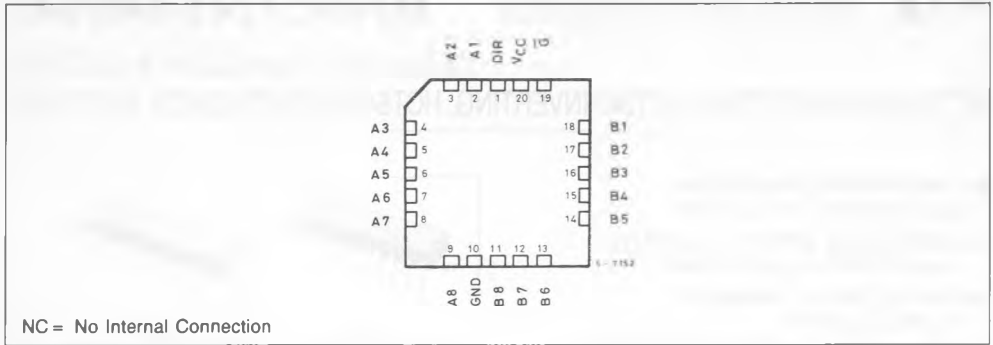 A2 A1 DIR VCC G
3 2 1 20 19
A3 4 18 B1
A4 5 17 B2
A5 6 16 B3
A6 7 15 B4
A7 8 14 B5
9 10 11 12 13
A8 GND B8 B7 B6
NC = No Internal Connection